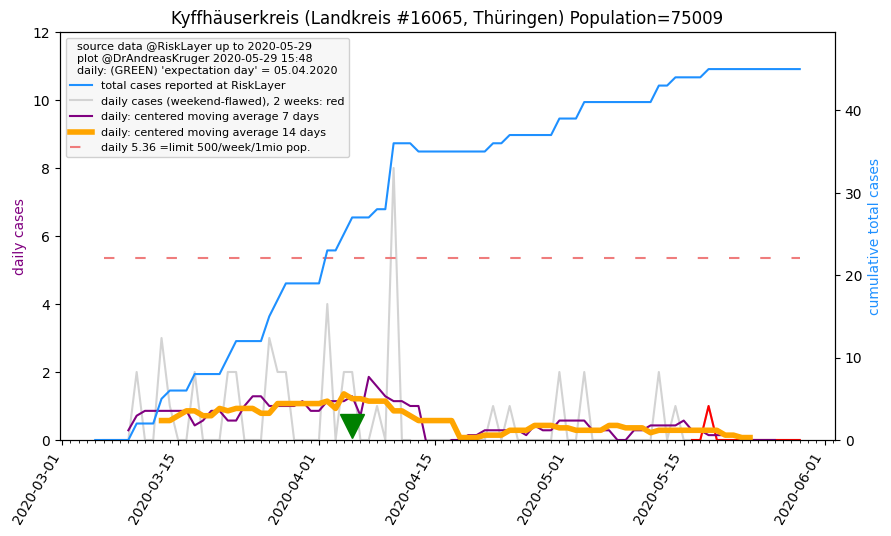 Kyffhäuserkreis (Landkreis #16065, Thüringen) Population=75009
source data @RiskLayer up to 2020-05-29
plot @DrAndreasKruger 2020-05-29 15:48
daily: (GREEN) 'expectation day' = 05.04.2020
total cases reported at RiskLayer
daily cases (weekend-flawed), 2 weeks: red
daily: centered moving average 7 days
daily: centered moving average 14 days
daily 5.36 =limit 500/week/1mio pop.
daily cases
12
10
8
6
4
2
0
cumulative total cases
40
30
20
10
0
2020-03-01
2020-03-15
2020-04-01
2020-04-15
2020-05-01
2020-05-15
2020-06-01